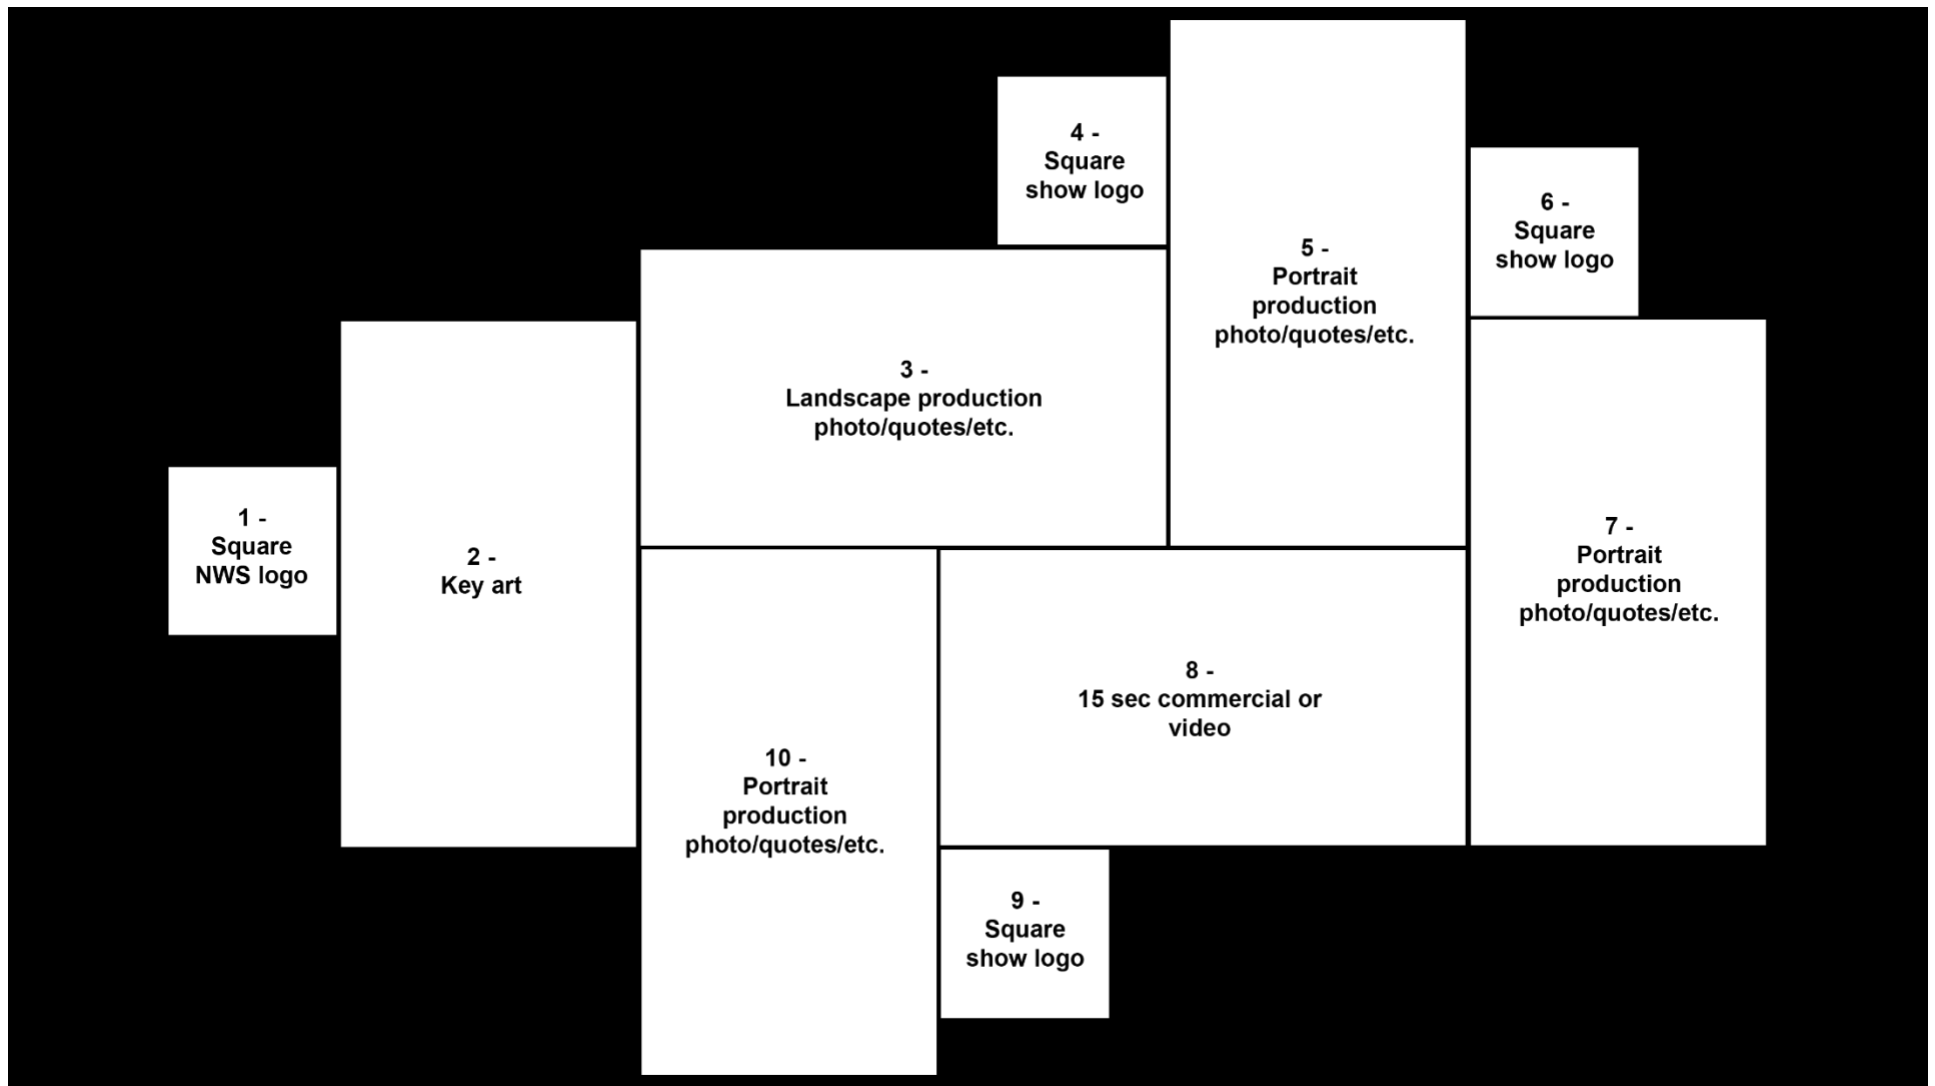 1 -
Square
NWS logo
2 -
Key art
3 -
Landscape production
photo/quotes/etc.
4 -
Square
show logo
5 -
Portrait
production
photo/quotes/etc.
6 -
Square
show logo
7 -
Portrait
production
photo/quotes/etc.
8 -
15 sec commercial or
video
9 -
Square
show logo
10 -
Portrait
production
photo/quotes/etc.